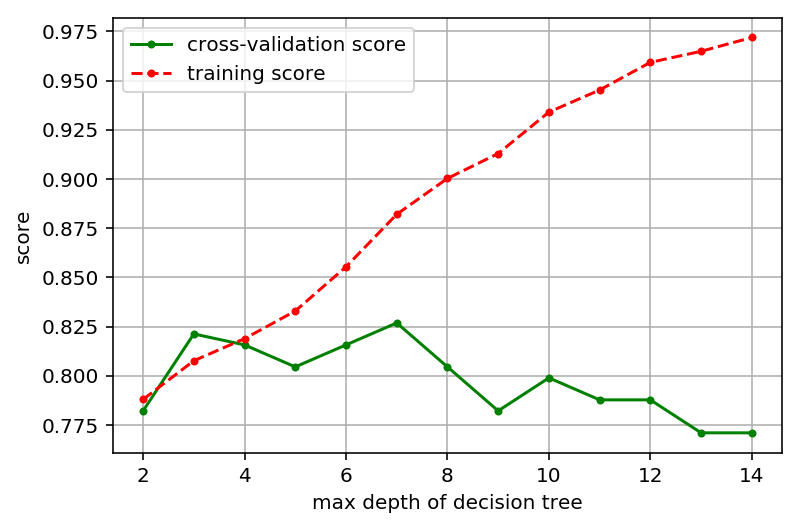 cross-validation score
training score
0.975
0.950
0.925
0.900
0.875
0.850
0.825
0.800
0.775
score
2 4 6 8 10 12 14
max depth of decision tree